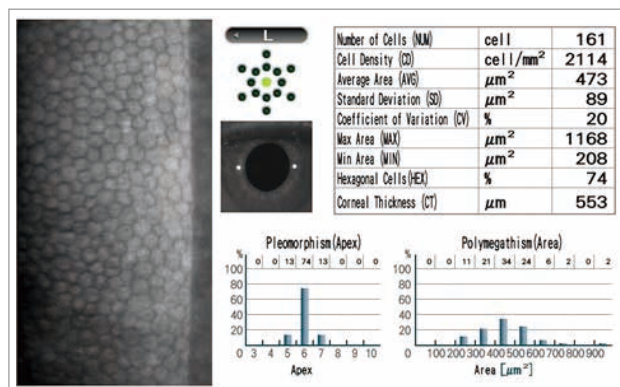 L
Number of Cells (NUM) cell 161
Cell Density (CD) cell/mm² 2114
Average Area (AVG) μm² 473
Standard Deviation (SD) μm² 89
Coefficient of Variation (CV) % 20
Max Area (MAX) μm² 1168
Min Area (MIN) μm² 208
Hexagonal Cells(HEX) % 74
Corneal Thickness (CT) μm 553
Pleomorphism(Apex)
% 0 0 13 74 13 0 0 0
100
80
60
40
20
0 3 4 5 6 7 8 9 10
Apex
Polymegathism(Area)
% 0 0 11 21 34 24 6 2 0 2
100
80
60
40
20
100 200 300 400 500 600 700 800 900
Area [μm²]